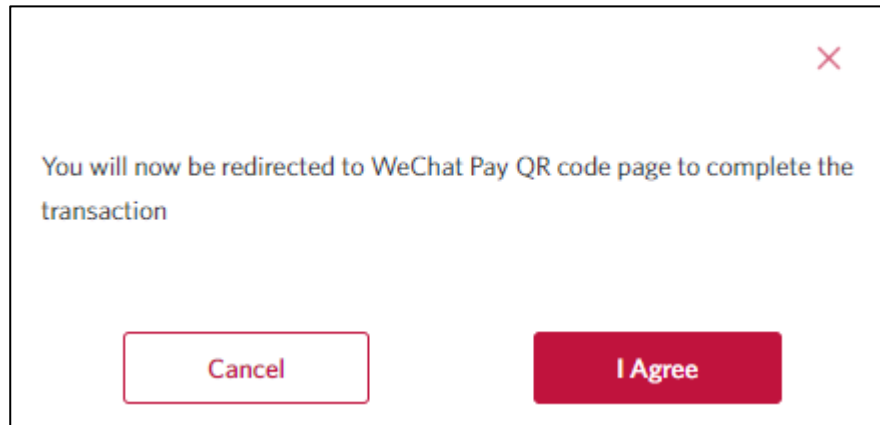 You will now be redirected to WeChat Pay QR code page to complete the
transaction
Cancel
I Agree